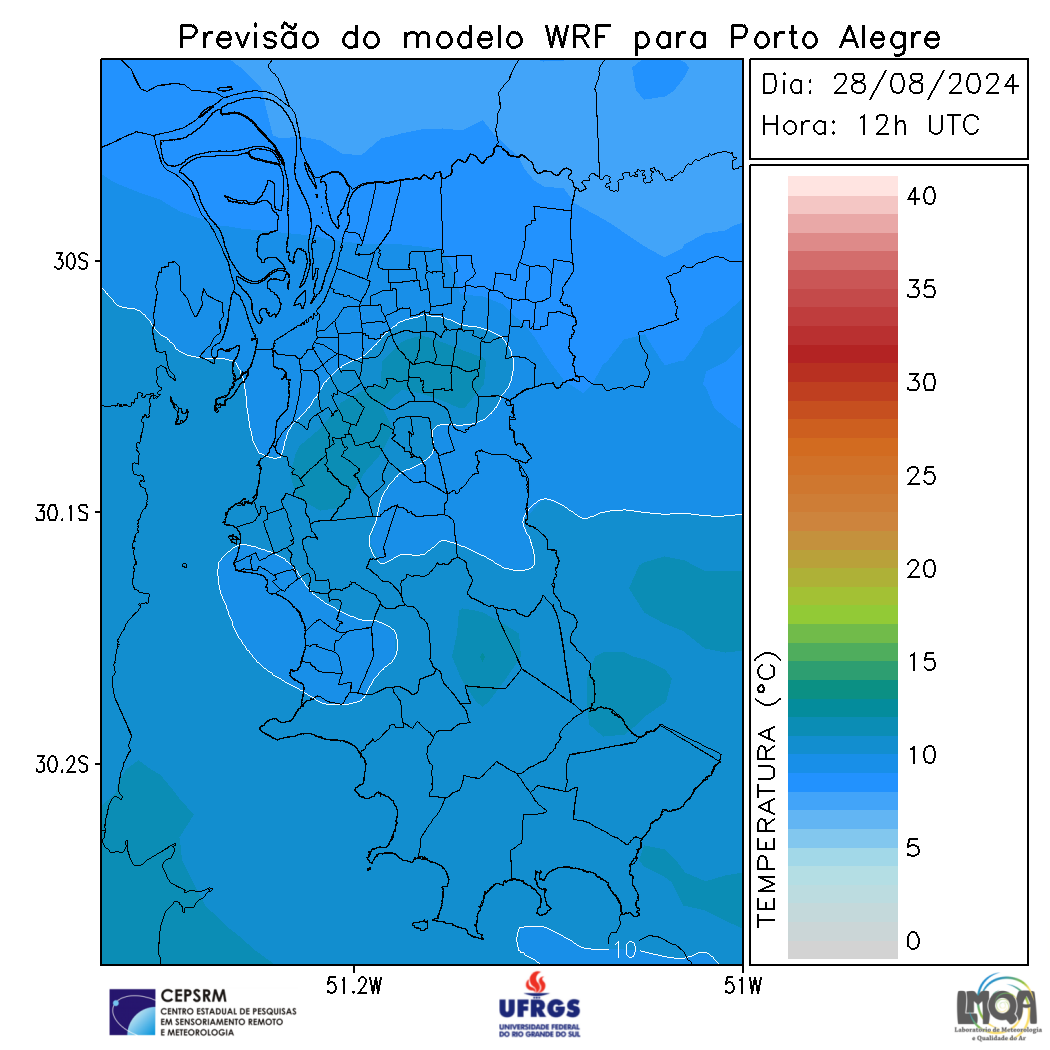 Previsão do modelo WRF para Porto Alegre
Dia: 28/08/2024
Hora: 12h UTC
40
35
30
25
20
15
10
5
0
TEMPERATURA (°C)
30S
30.1S
30.2S
10
51.2W
51W
CEPSRM
CENTRO ESTADUAL DE PESQUISAS
EM SENSORIAMENTO REMOTO
E METEOROLOGIA
UFRGS
UNIVERSIDADE FEDERAL
DO RIO GRANDE DO SUL
LMQA
Laboratório de Meteorologia
e Qualidade do Ar